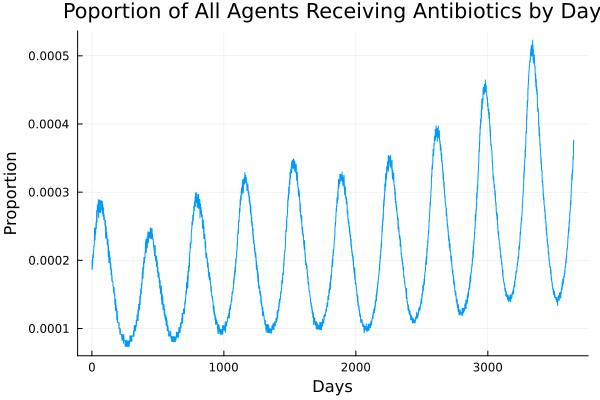 Poportion of All Agents Receiving Antibiotics by Day
0.0005
0.0004
0.0003
0.0002
0.0001
Proportion
0 1000 2000 3000
Days